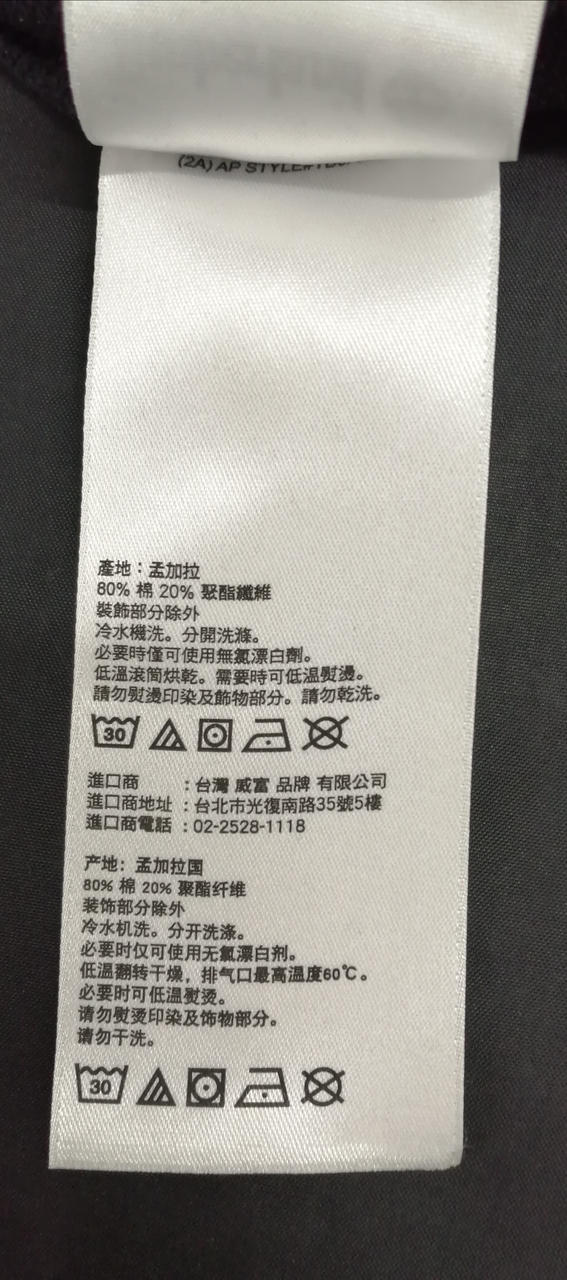 (2A) AP STYLE#
產地：孟加拉
80% 棉 20% 聚酯纖維
裝飾部分除外
冷水機洗。分開洗滌。
必要時僅可使用無氯漂白劑。
低溫滾筒烘乾。需要時可低溫熨燙。
請勿熨燙印染及飾物部分。請勿乾洗。
30
進口商 ：台灣 威富 品牌 有限公司
進口商地址 ：台北市光復南路35號5樓
進口商電話 ：02-2528-1118
产地：孟加拉国
80% 棉 20% 聚酯纤维
装饰部分除外
冷水机洗。分开洗涤。
必要时仅可使用无氯漂白剂。
低温翻转干燥，排气口最高温度60℃。
必要时可低温熨烫。
请勿熨烫印染及饰物部分。
请勿干洗。
30